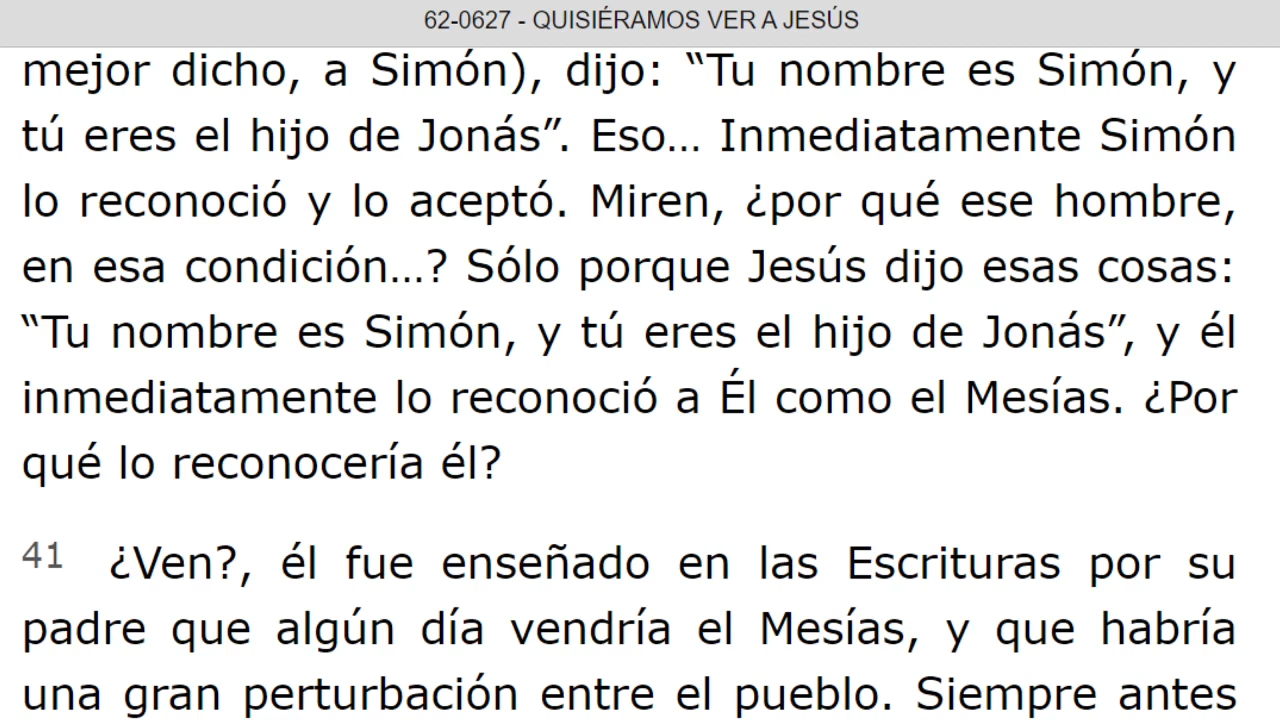 62-0627 - QUISIÉRAMOS VER A JESÚS
mejor dicho, a Simón), dijo: “Tu nombre es Simón, y
tú eres el hijo de Jonás”. Eso… Inmediatamente Simón
lo reconoció y lo aceptó. Miren, ¿por qué ese hombre,
en esa condición…? Sólo porque Jesús dijo esas cosas:
“Tu nombre es Simón, y tú eres el hijo de Jonás”, y él
inmediatamente lo reconoció a Él como el Mesías. ¿Por
qué lo reconocería él?
41 ¿Ven?, él fue enseñado en las Escrituras por su
padre que algún día vendría el Mesías, y que habría
una gran perturbación entre el pueblo. Siempre antes